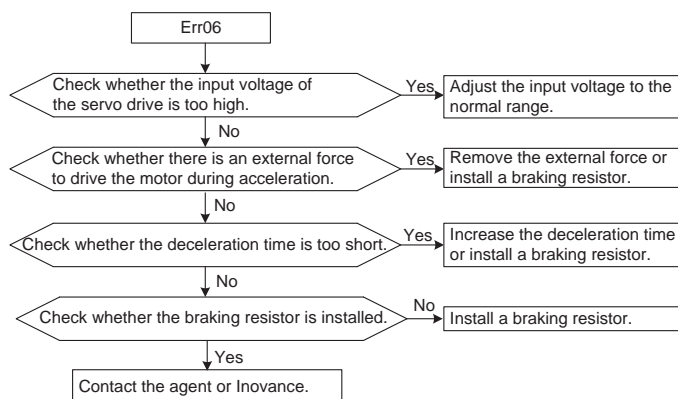 Err06
Check whether the input voltage of
the servo drive is too high.
Yes
Adjust the input voltage to the
normal range.
No
Check whether there is an external force
to drive the motor during acceleration.
Yes
Remove the external force or
install a braking resistor.
No
Check whether the deceleration time is too short.
Yes
Increase the deceleration time
or install a braking resistor.
No
Check whether the braking resistor is installed.
No
Install a braking resistor.
Yes
Contact the agent or Inovance.